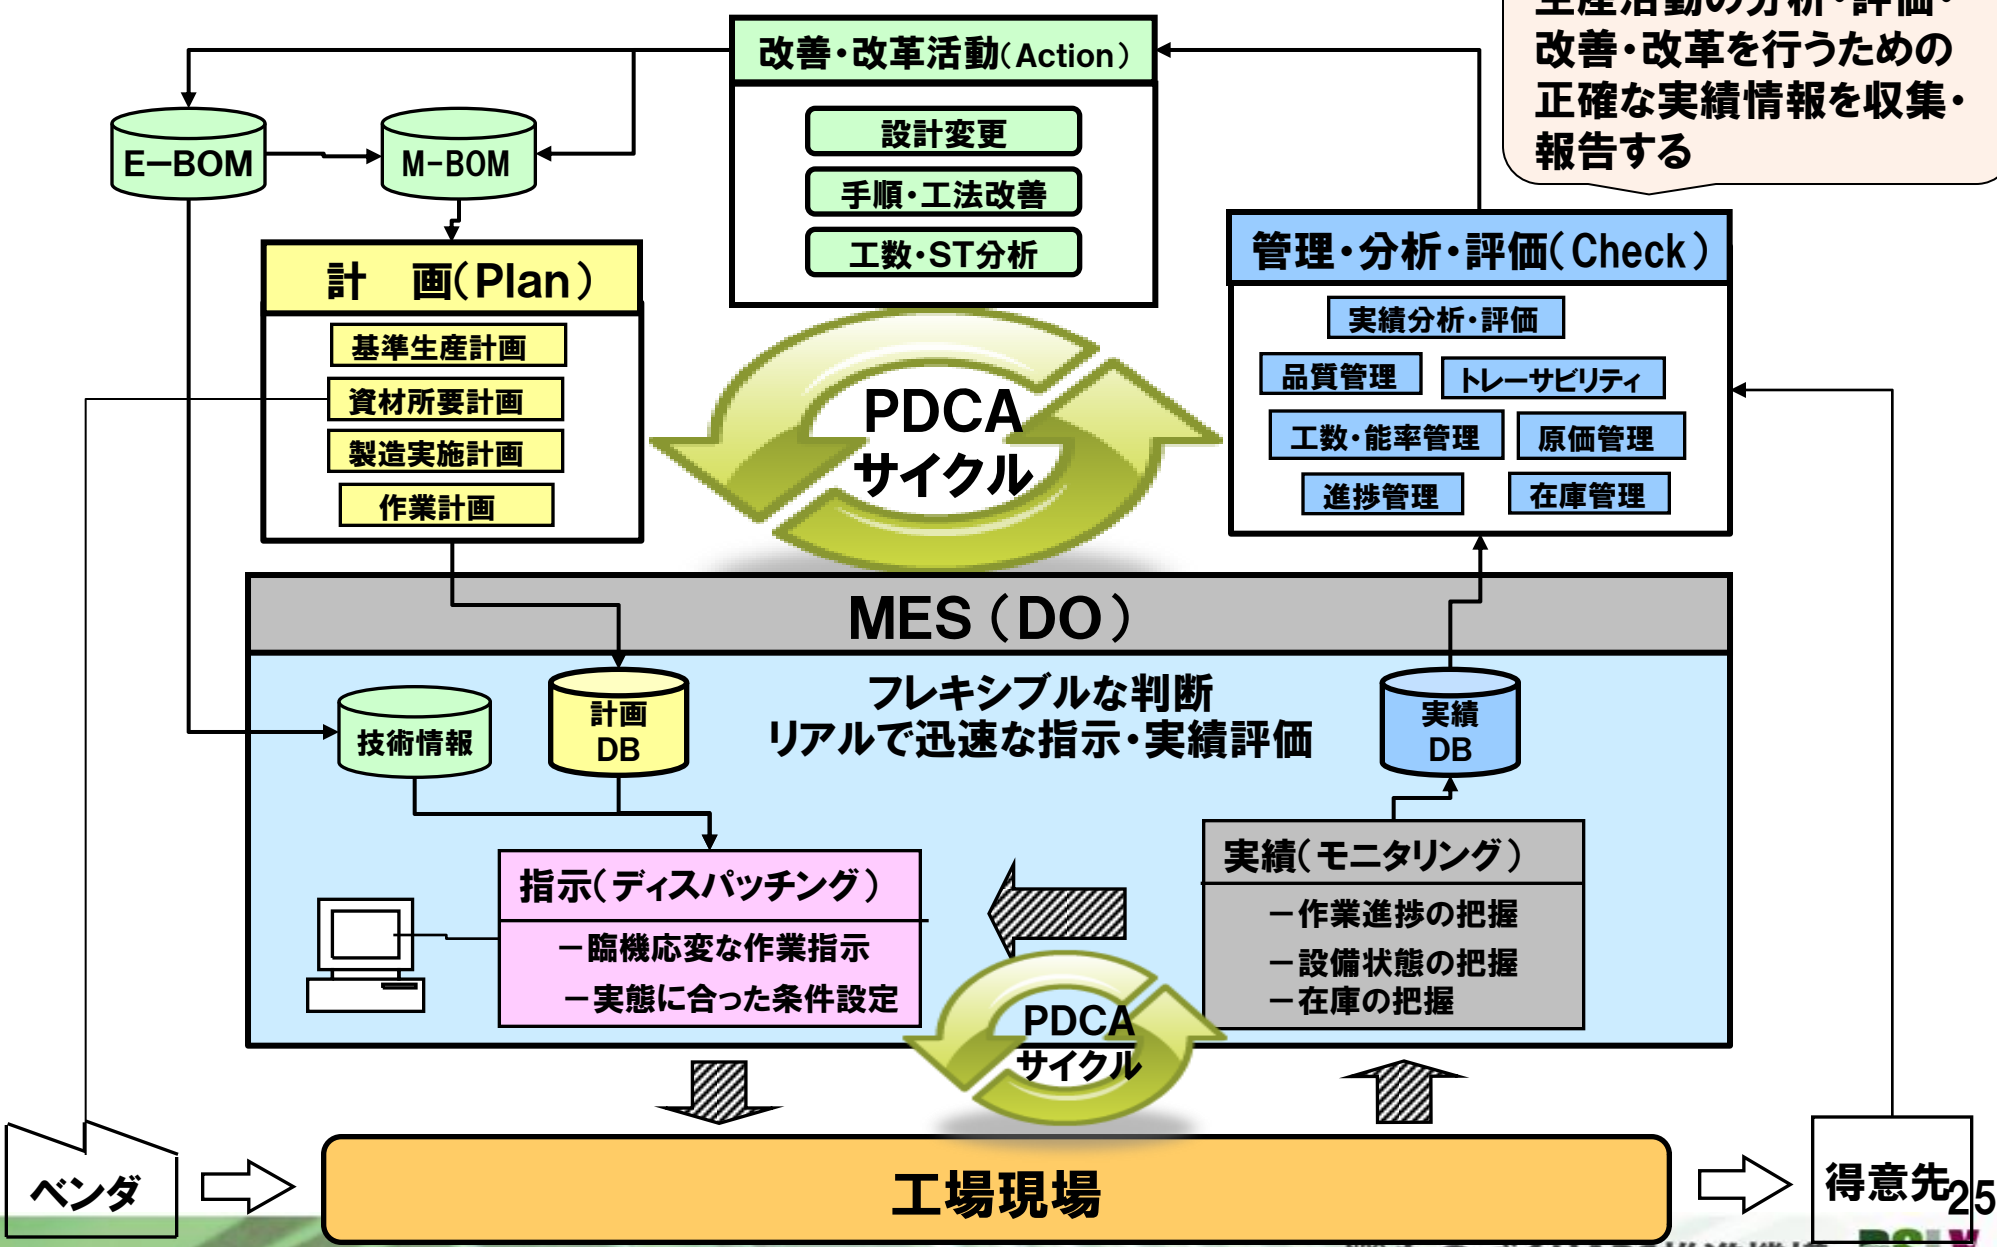 生産活動の分析・評価・
改善・改革を行うための
正確な実績情報を収集・
報告する
改善・改革活動(Action)
設計変更
手順・工法改善
工数・ST分析
E－BOM
M-BOM
計　画(Plan)
基準生産計画
資材所要計画
製造実施計画
作業計画
PDCA
サイクル
管理・分析・評価(Check)
実績分析・評価
品質管理
トレーサビリティ
工数・能率管理
原価管理
進捗管理
在庫管理
MES（DO）
フレキシブルな判断
リアルで迅速な指示・実績評価
技術情報
計画
DB
実績
DB
指示(ディスパッチング)
－臨機応変な作業指示
－実態に合った条件設定
実績(モニタリング)
－作業進捗の把握
－設備状態の把握
－在庫の把握
PDCA
サイクル
ベンダ
工場現場
得意先
25